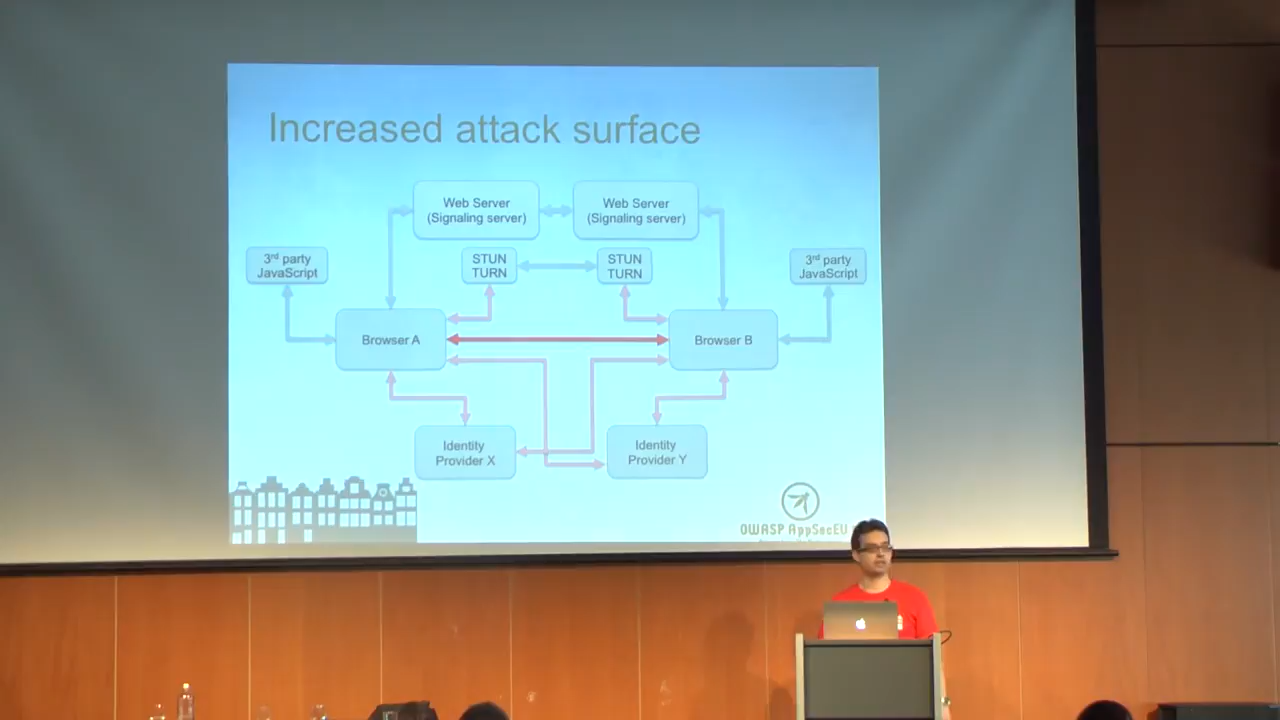 Increased attack surface
Web Server
(Signaling server)
Web Server
(Signaling server)
3rd party
JavaScript
STUN
TURN
STUN
TURN
3rd party
JavaScript
Browser A
Browser B
Identity
Provider X
Identity
Provider Y
OWASP AppSecEU